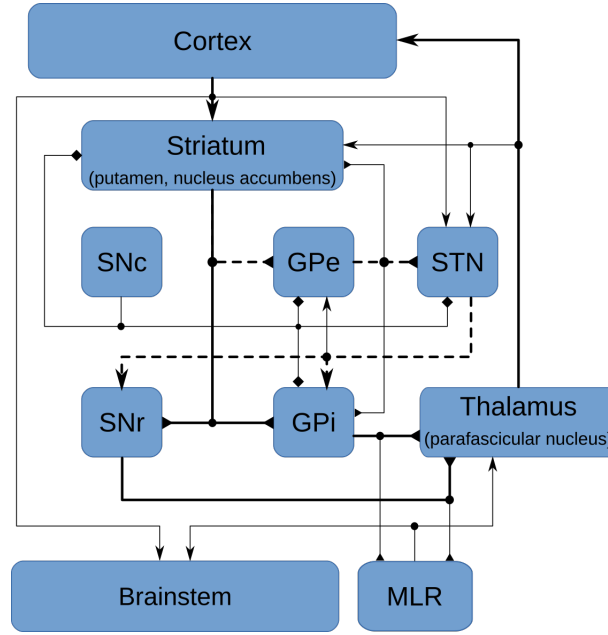 Cortex
Striatum
(putamen, nucleus accumbens)
SNc
GPe
STN
SNr
GPi
Thalamus
(parafascicular nucleus)
Brainstem
MLR